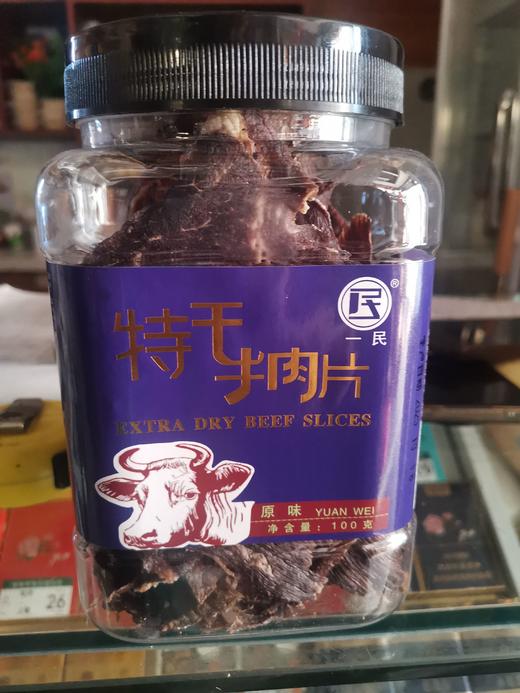 民®
一民
特干牛肉片
EXTRA DRY BEEF SLICES
原味 YUAN WEI
净含量：100克
26